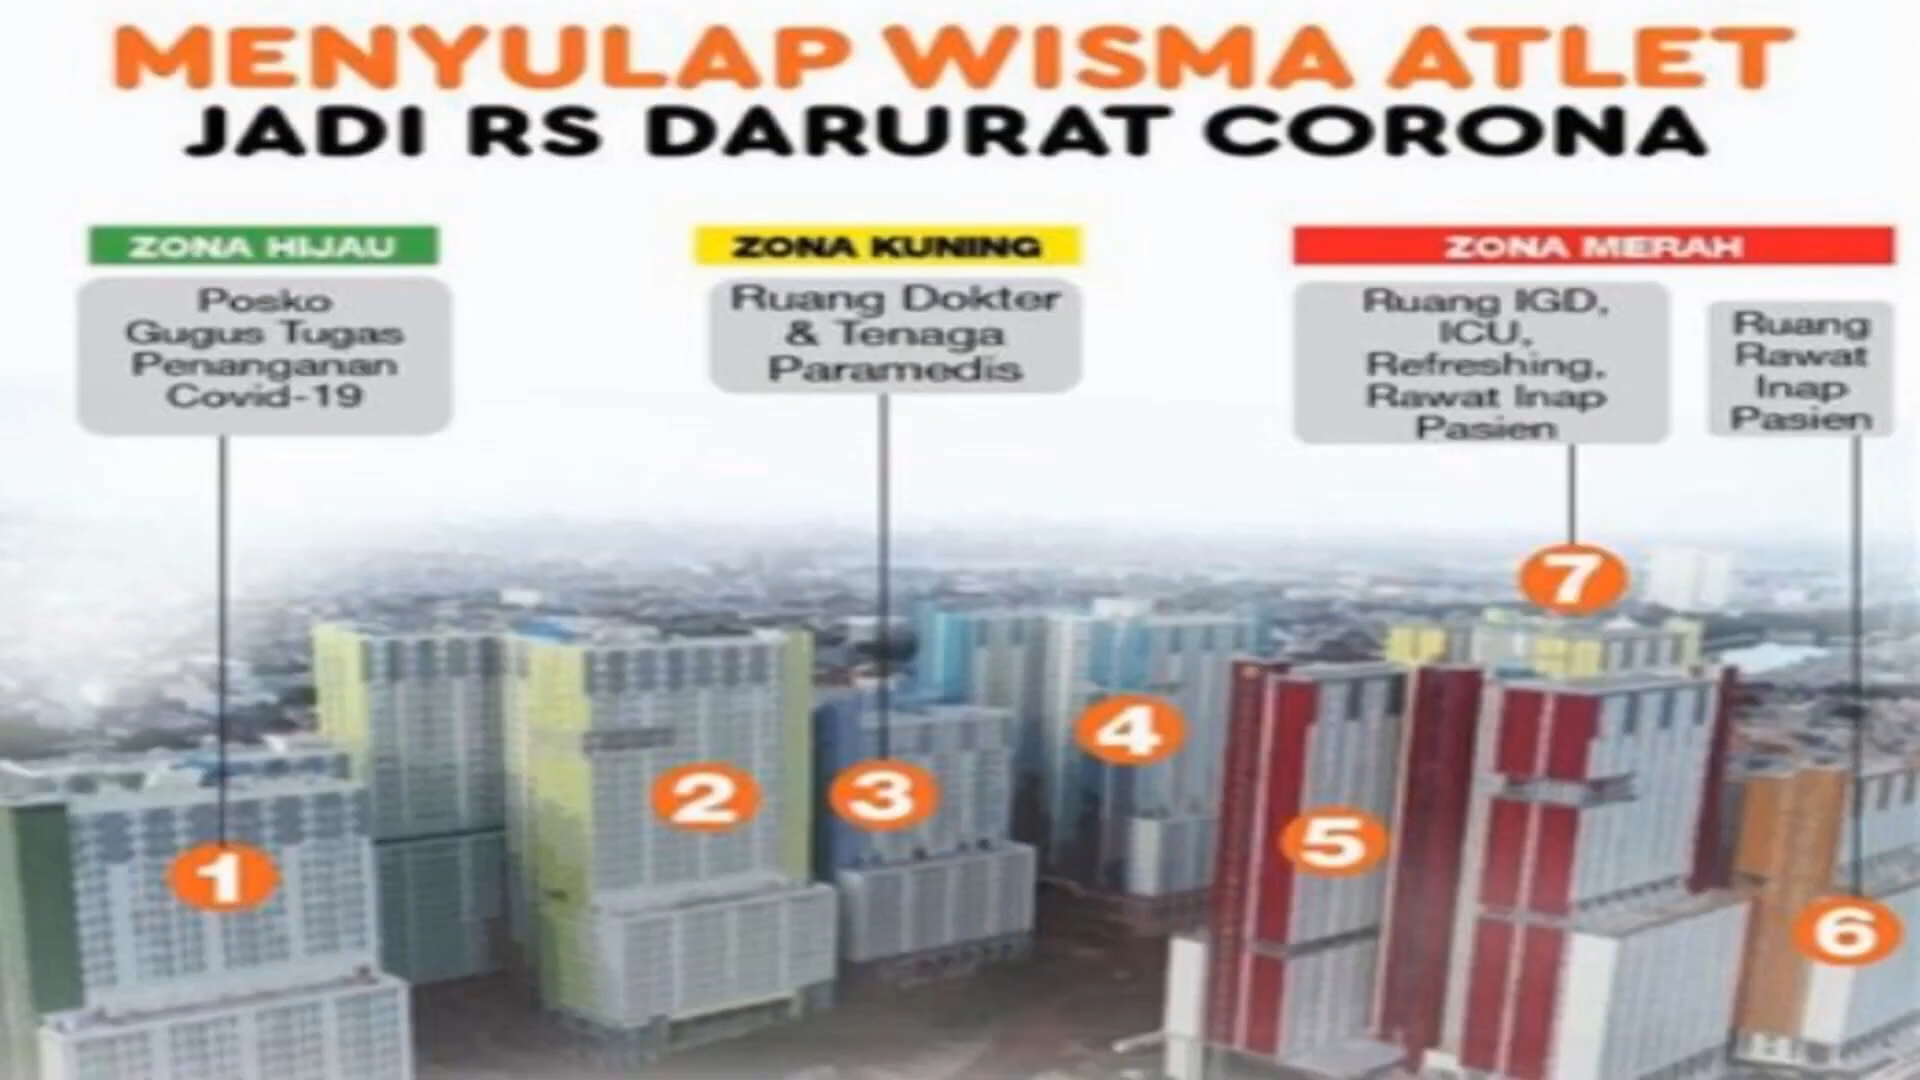 MENYULAP WISMA ATLET
JADI RS DARURAT CORONA
ZONA HIJAU
Posko
Gugus Tugas
Penanganan
Covid-19
ZONA KUNING
Ruang Dokter
& Tenaga
Paramedis
ZONA MERAH
Ruang IGD,
ICU,
Refreshing,
Rawat Inap
Pasien
Ruang
Rawat
Inap
Pasien
7
4
2
3
5
1
6